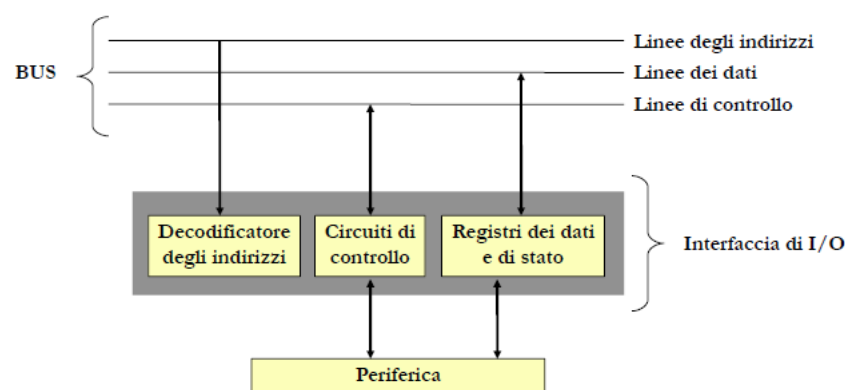 BUS
Linee degli indirizzi
Linee dei dati
Linee di controllo
Decodificatore
degli indirizzi
Circuiti di
controllo
Registri dei dati
e di stato
Interfaccia di I/O
Periferica